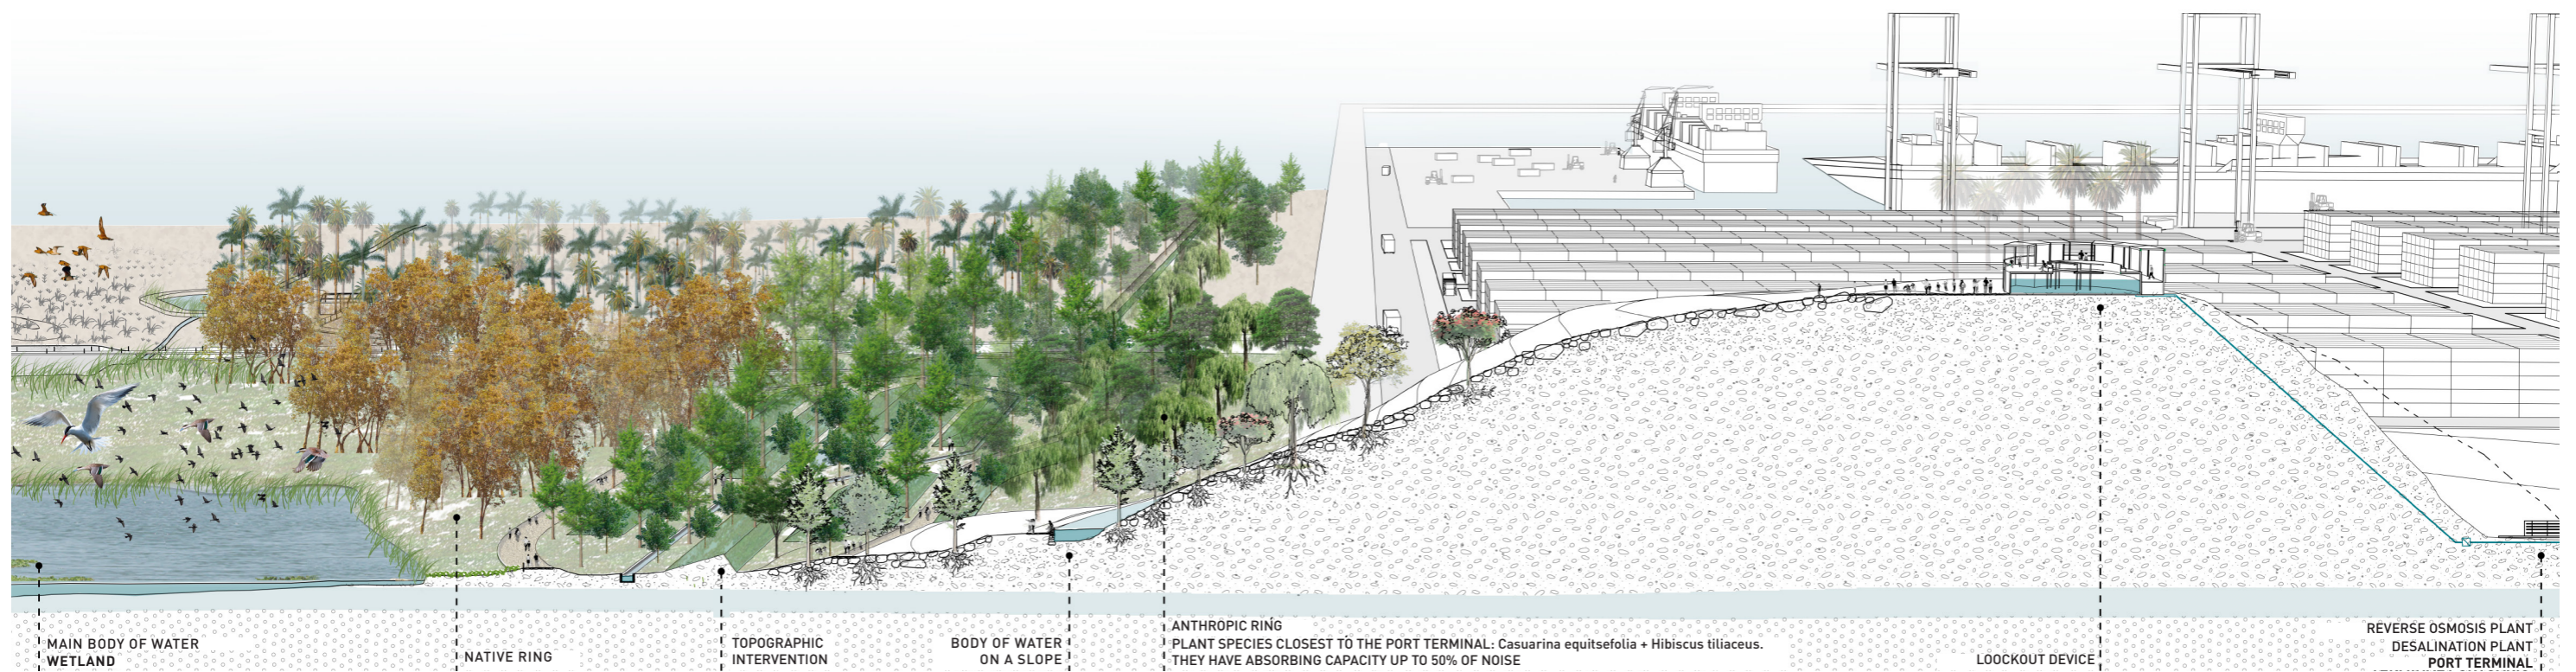 MAIN BODY OF WATER
WETLAND
NATIVE RING
TOPOGRAPHIC
INTERVENTION
BODY OF WATER
ON A SLOPE
ANTHROPIC RING
PLANT SPECIES CLOSEST TO THE PORT TERMINAL: Casuarina equitsefolia + Hibiscus tiliaceus.
THEY HAVE ABSORBING CAPACITY UP TO 50% OF NOISE
LOOCKOUT DEVICE
REVERSE OSMOSIS PLANT
DESALINATION PLANT
PORT TERMINAL